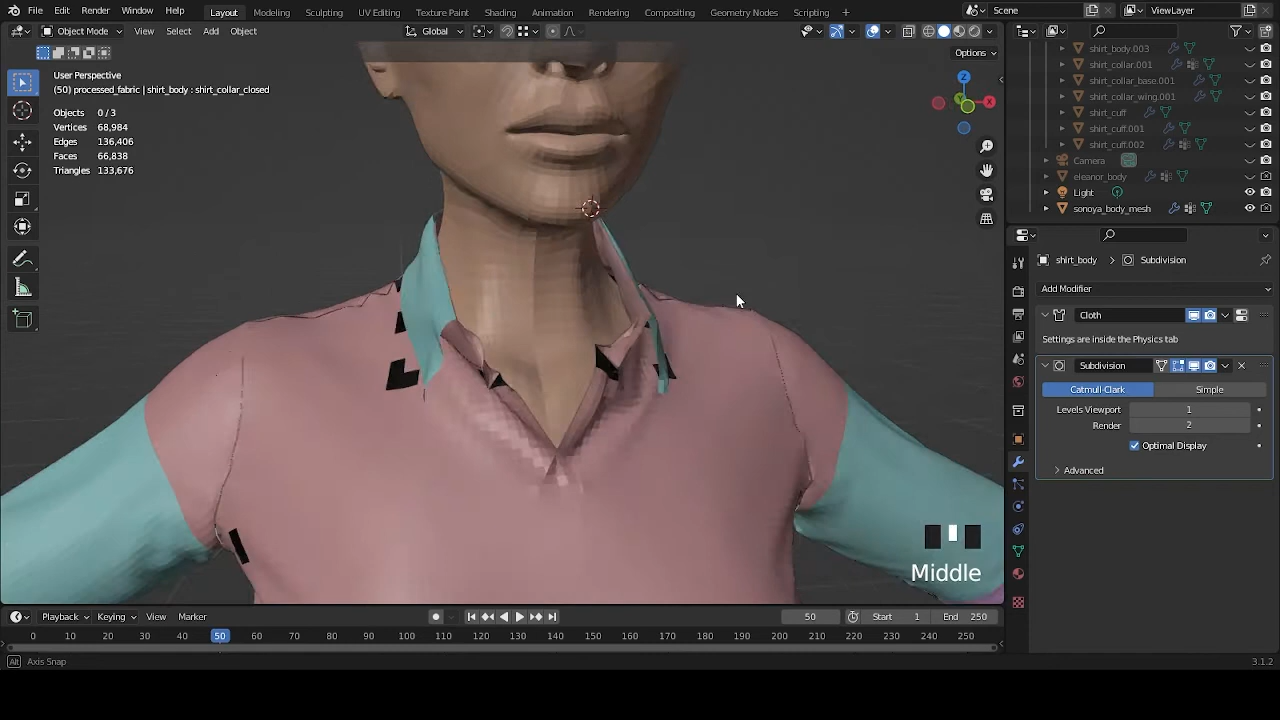 File Edit Render Window Help Layout Modeling Sculpting UV Editing Texture Paint Shading Animation Rendering Compositing Geometry Nodes Scripting + Scene ViewLayer
Object Mode View Select Add Object Global
Options
User Perspective
(50) processed_fabric | shirt_body : shirt_collar_closed
Objects 0 / 3
Vertices 68,984
Edges 136,406
Faces 66,838
Triangles 133,676
Z
X
Y
shirt_body.003
shirt_collar.001
shirt_collar_base.001
shirt_collar_wing.001
shirt_cuff
shirt_cuff.001
shirt_cuff.002
Camera
eleanor_body
Light
sonoya_body_mesh
shirt_body > Subdivision
Add Modifier
Cloth
Settings are inside the Physics tab
Subdivision
Catmull-Clark Simple
Levels Viewport 1
Render 2
Optimal Display
Advanced
Middle
Playback Keying View Marker 50 Start 1 End 250
0 10 20 30 40 50 60 70 80 90 100 110 120 130 140 150 160 170 180 190 200 210 220 230 240 250
Alt Axis Snap 3.1.2